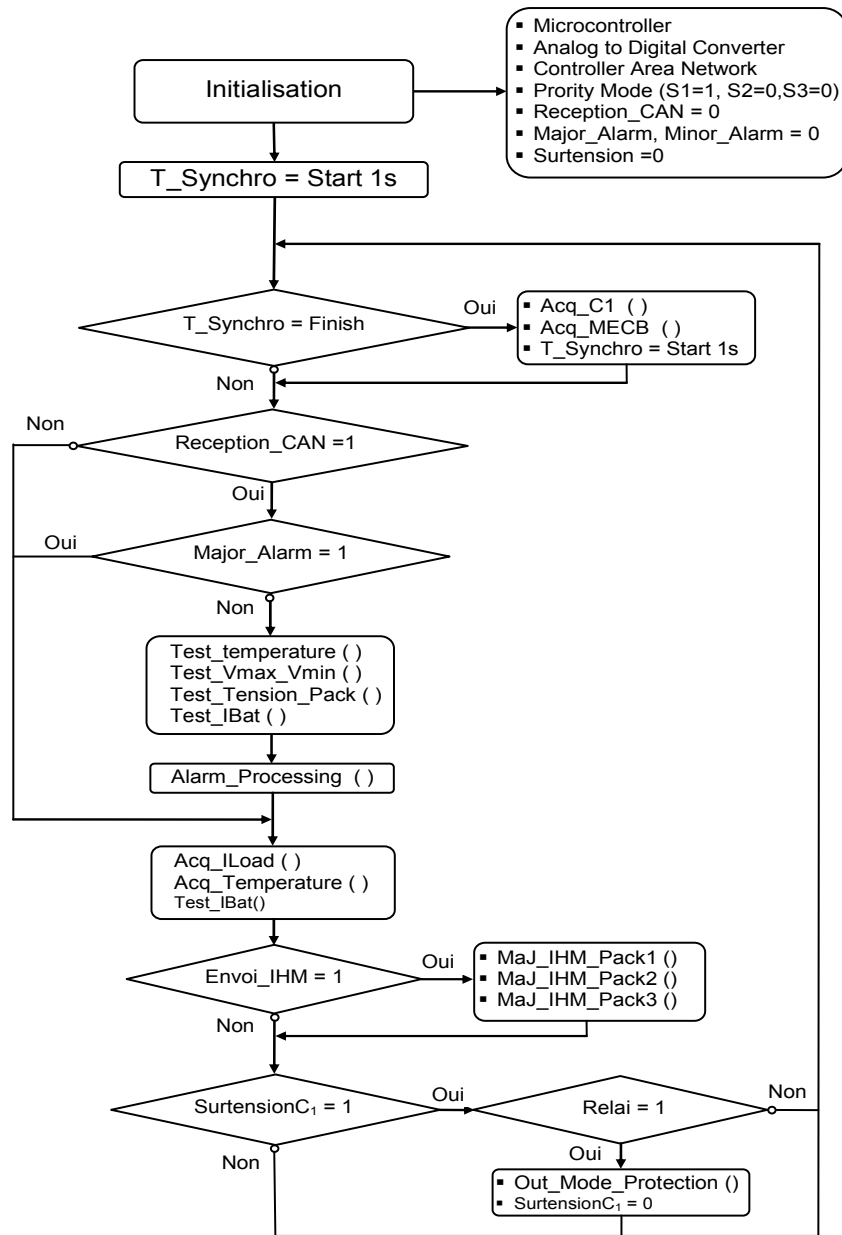 Initialisation
▪ Microcontroller
▪ Analog to Digital Converter
▪ Controller Area Network
▪ Prority Mode (S1=1, S2=0,S3=0)
▪ Reception_CAN = 0
▪ Major_Alarm, Minor_Alarm = 0
▪ Surtension =0
T_Synchro = Start 1s
T_Synchro = Finish
Oui
▪ Acq_C1 ( )
▪ Acq_MECB ( )
▪ T_Synchro = Start 1s
Non
Non
Reception_CAN =1
Oui
Oui
Major_Alarm = 1
Non
Test_temperature ( )
Test_Vmax_Vmin ( )
Test_Tension_Pack ( )
Test_IBat ( )
Alarm_Processing ( )
Acq_ILoad ( )
Acq_Temperature ( )
Test_IBat()
Envoi_IHM = 1
Oui
▪ MaJ_IHM_Pack1 ()
▪ MaJ_IHM_Pack2 ()
▪ MaJ_IHM_Pack3 ()
Non
SurtensionC₁ = 1
Oui
Relai = 1
Non
Non
Oui
▪ Out_Mode_Protection ()
▪ SurtensionC₁ = 0